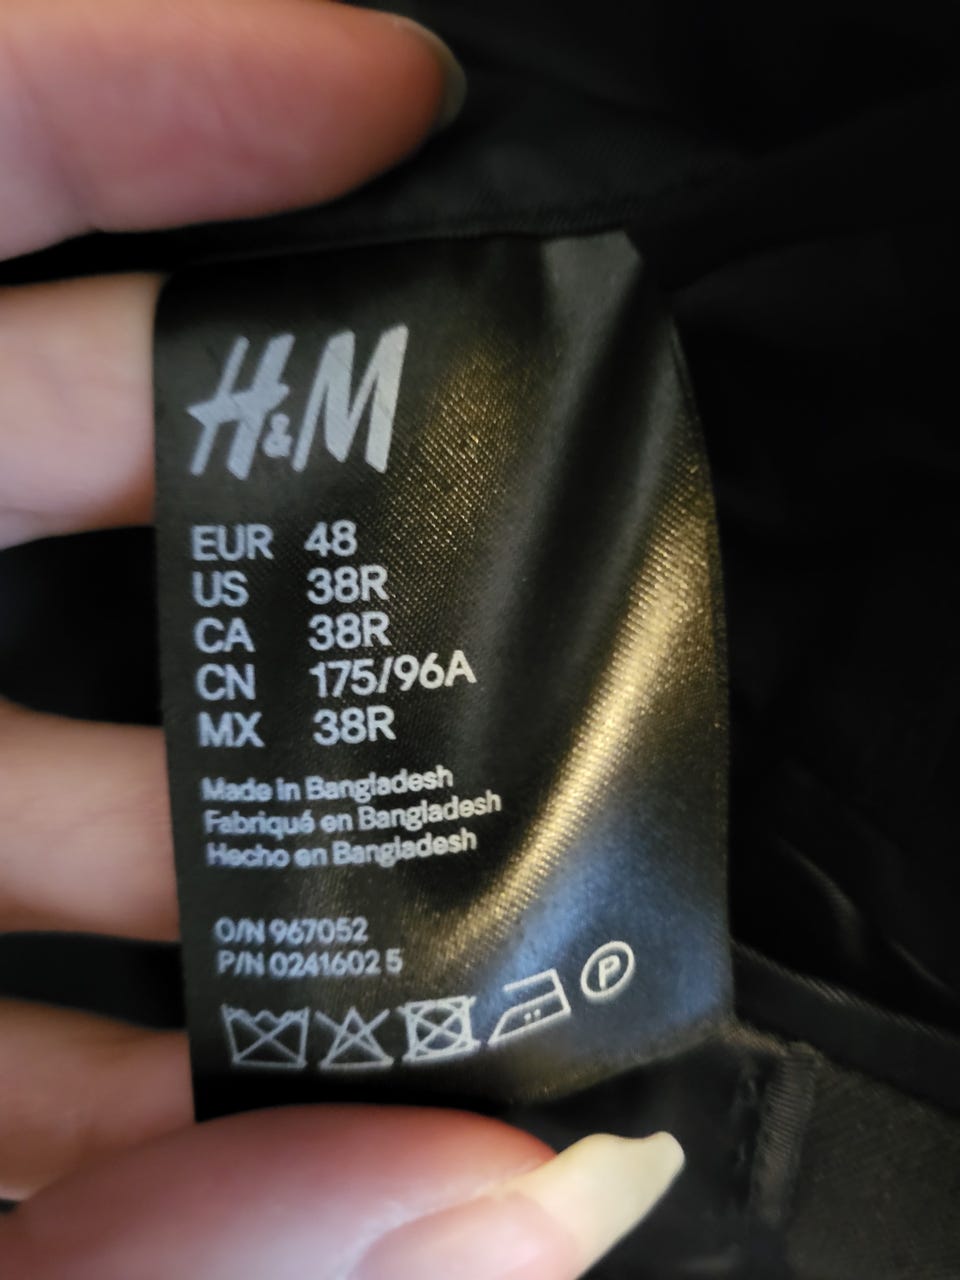 H&M
EUR 48
US 38R
CA 38R
CN 175/96A
MX 38R
Made in Bangladesh
Fabriqué en Bangladesh
Hecho en Bangladesh
O/N 967052
P/N 0241602 5
P